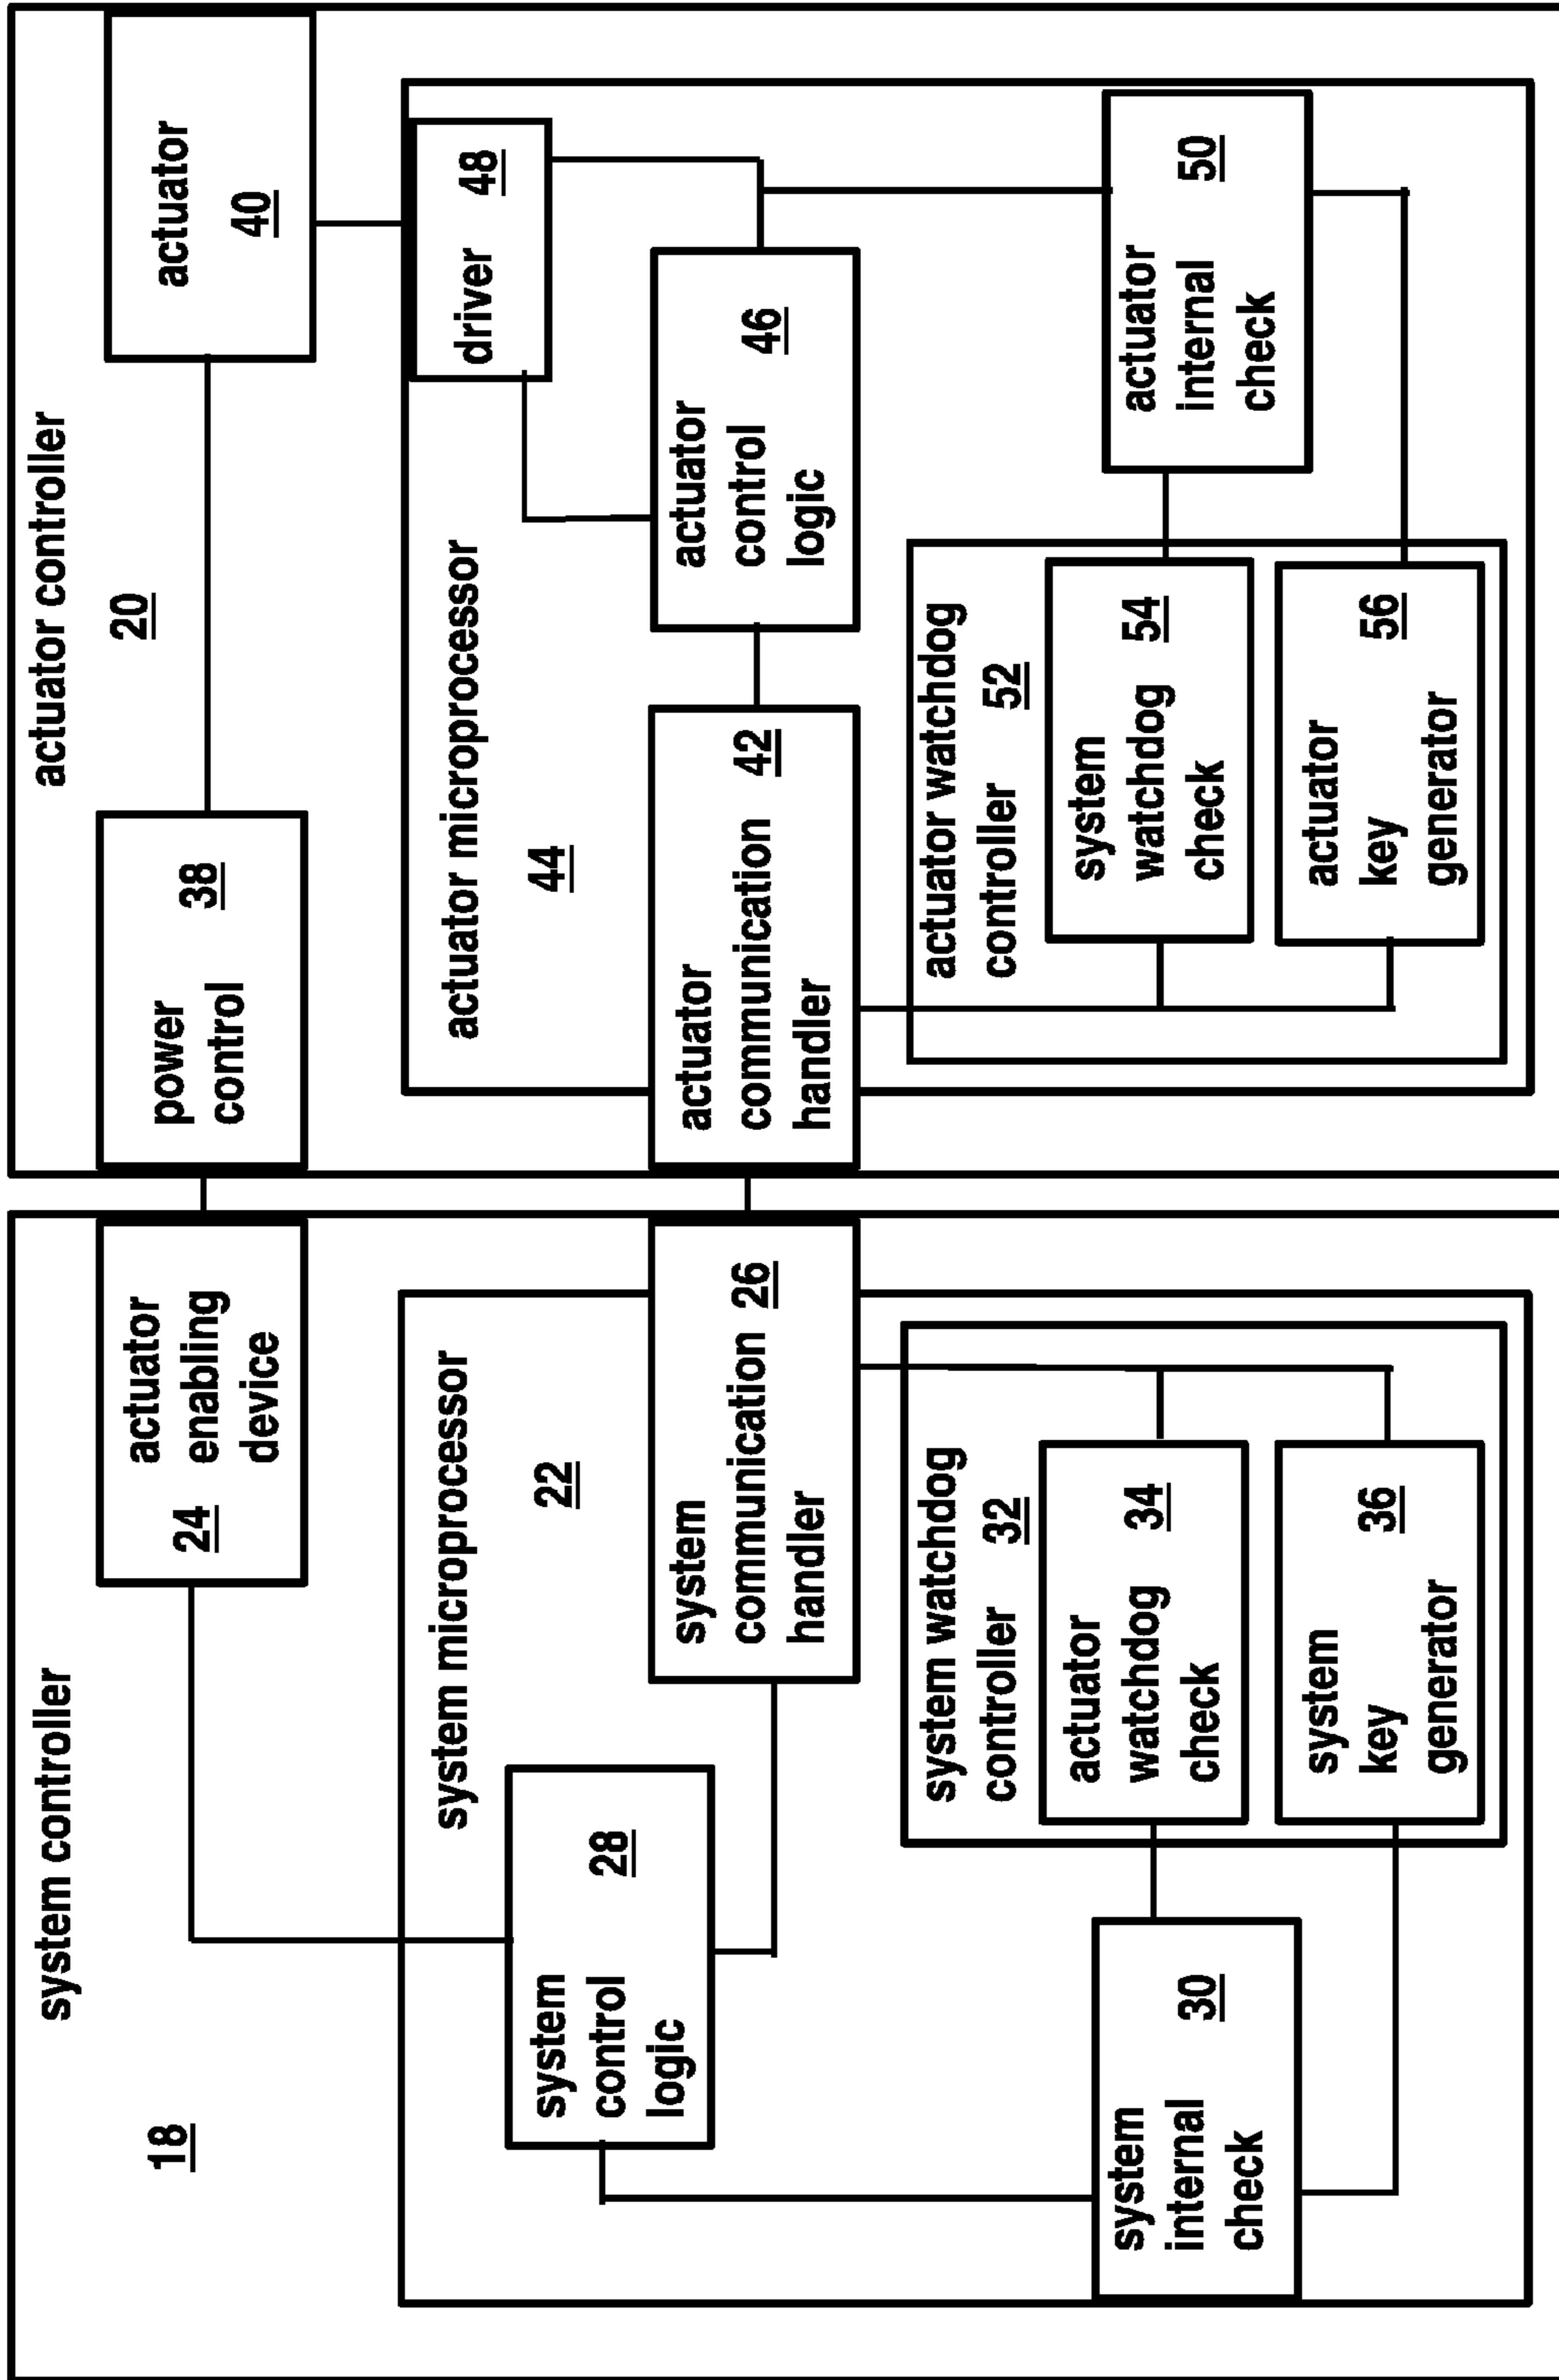 system controller
18
actuator
enabling
device
24
system microprocessor
22
system
control
logic
28
system
communication
handler
26
system
internal
check
30
system watchdog
controller
32
actuator
watchdog
check
34
system
key
generator
36
actuator controller
20
power
control
38
actuator
40
actuator microprocessor
44
driver 48
actuator
communication
handler
42
actuator
control
logic
46
actuator watchdog
controller
52
system
watchdog
check
54
actuator
key
generator
56
actuator
internal
check
50